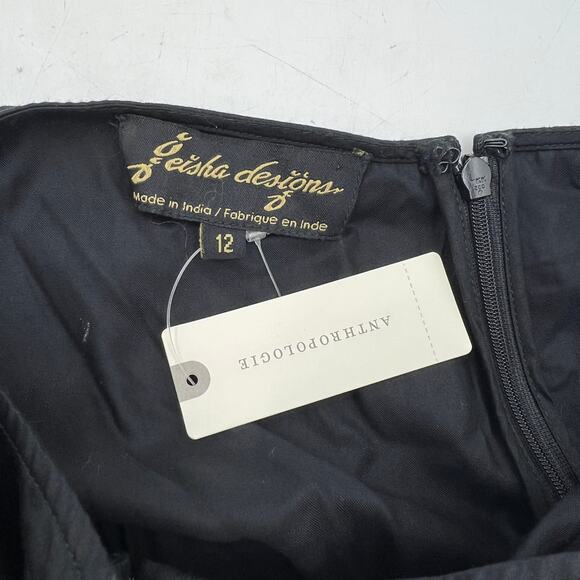 geisha designs
Made in India / Fabrique en Inde
12
ANTHROPOLOGIE